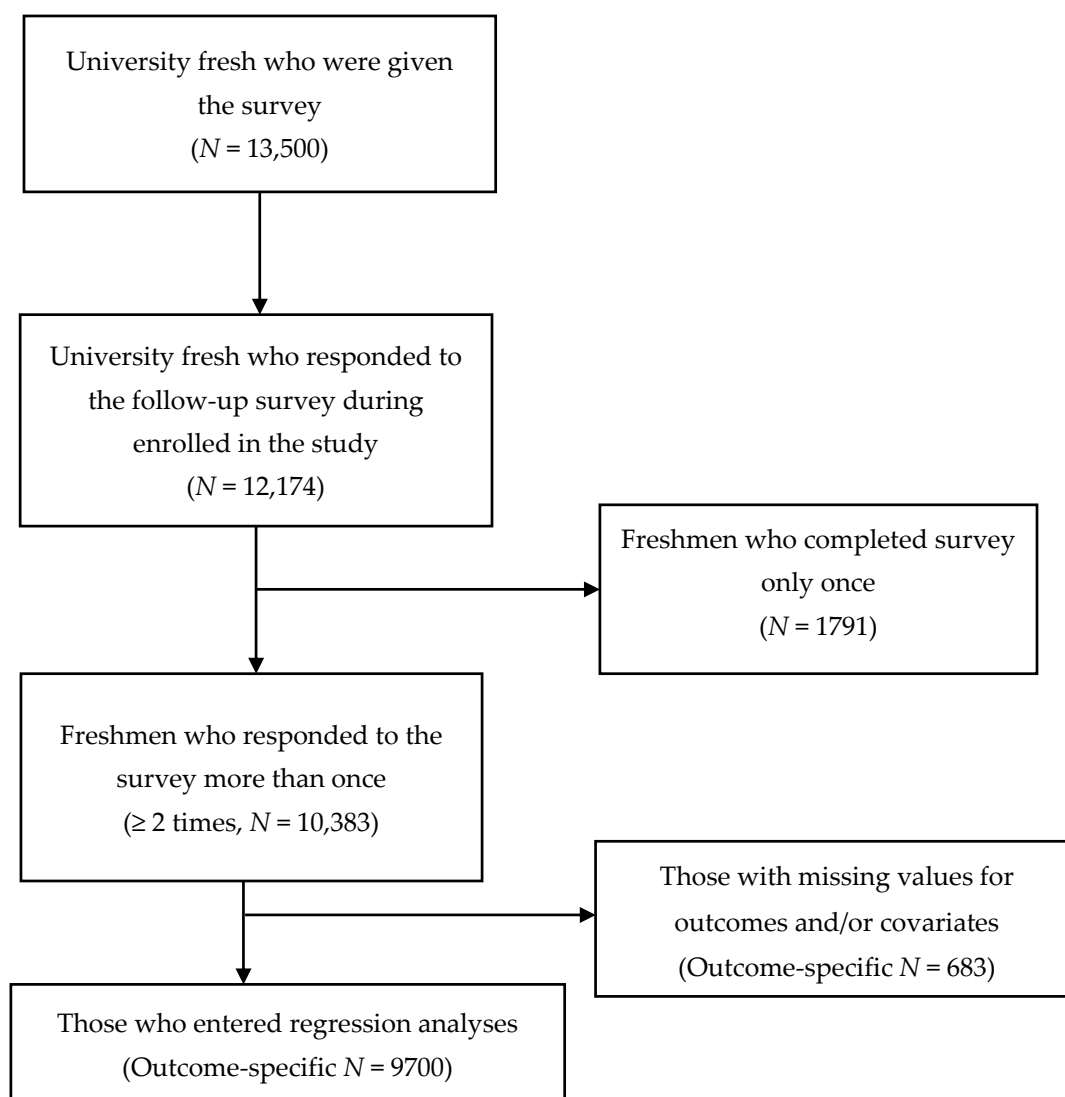 University fresh who were given
the survey
(N = 13,500)
University fresh who responded to
the follow-up survey during
enrolled in the study
(N = 12,174)
Freshmen who completed survey
only once
(N = 1791)
Freshmen who responded to the
survey more than once
(≥ 2 times, N = 10,383)
Those with missing values for
outcomes and/or covariates
(Outcome-specific N = 683)
Those who entered regression analyses
(Outcome-specific N = 9700)